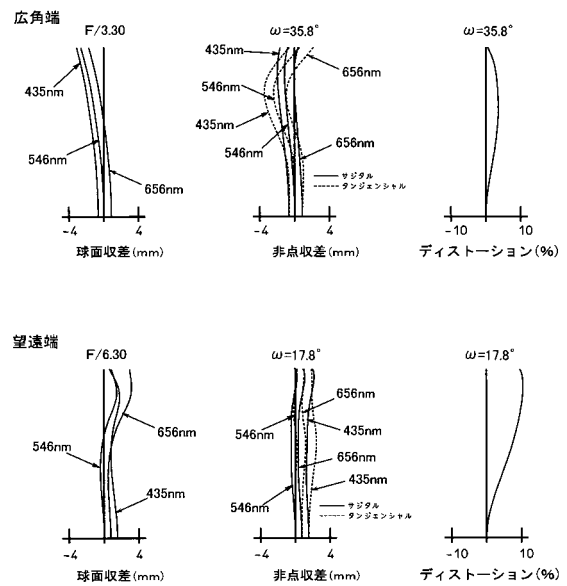 広角端
F/3.30
ω=35.8°
ω=35.8°
435nm
656nm
435nm
546nm
435nm
546nm
656nm
546nm
656nm
サジタル
タンジェンシャル
-4
4
-4
4
-10
10
球面収差(mm)
非点収差(mm)
ディストーション(%)
望遠端
F/6.30
ω=17.8°
ω=17.8°
656nm
546nm
656nm
435nm
546nm
656nm
435nm
435nm
546nm
サジタル
タンジェンシャル
-4
4
-4
4
-10
10
球面収差(mm)
非点収差(mm)
ディストーション(%)